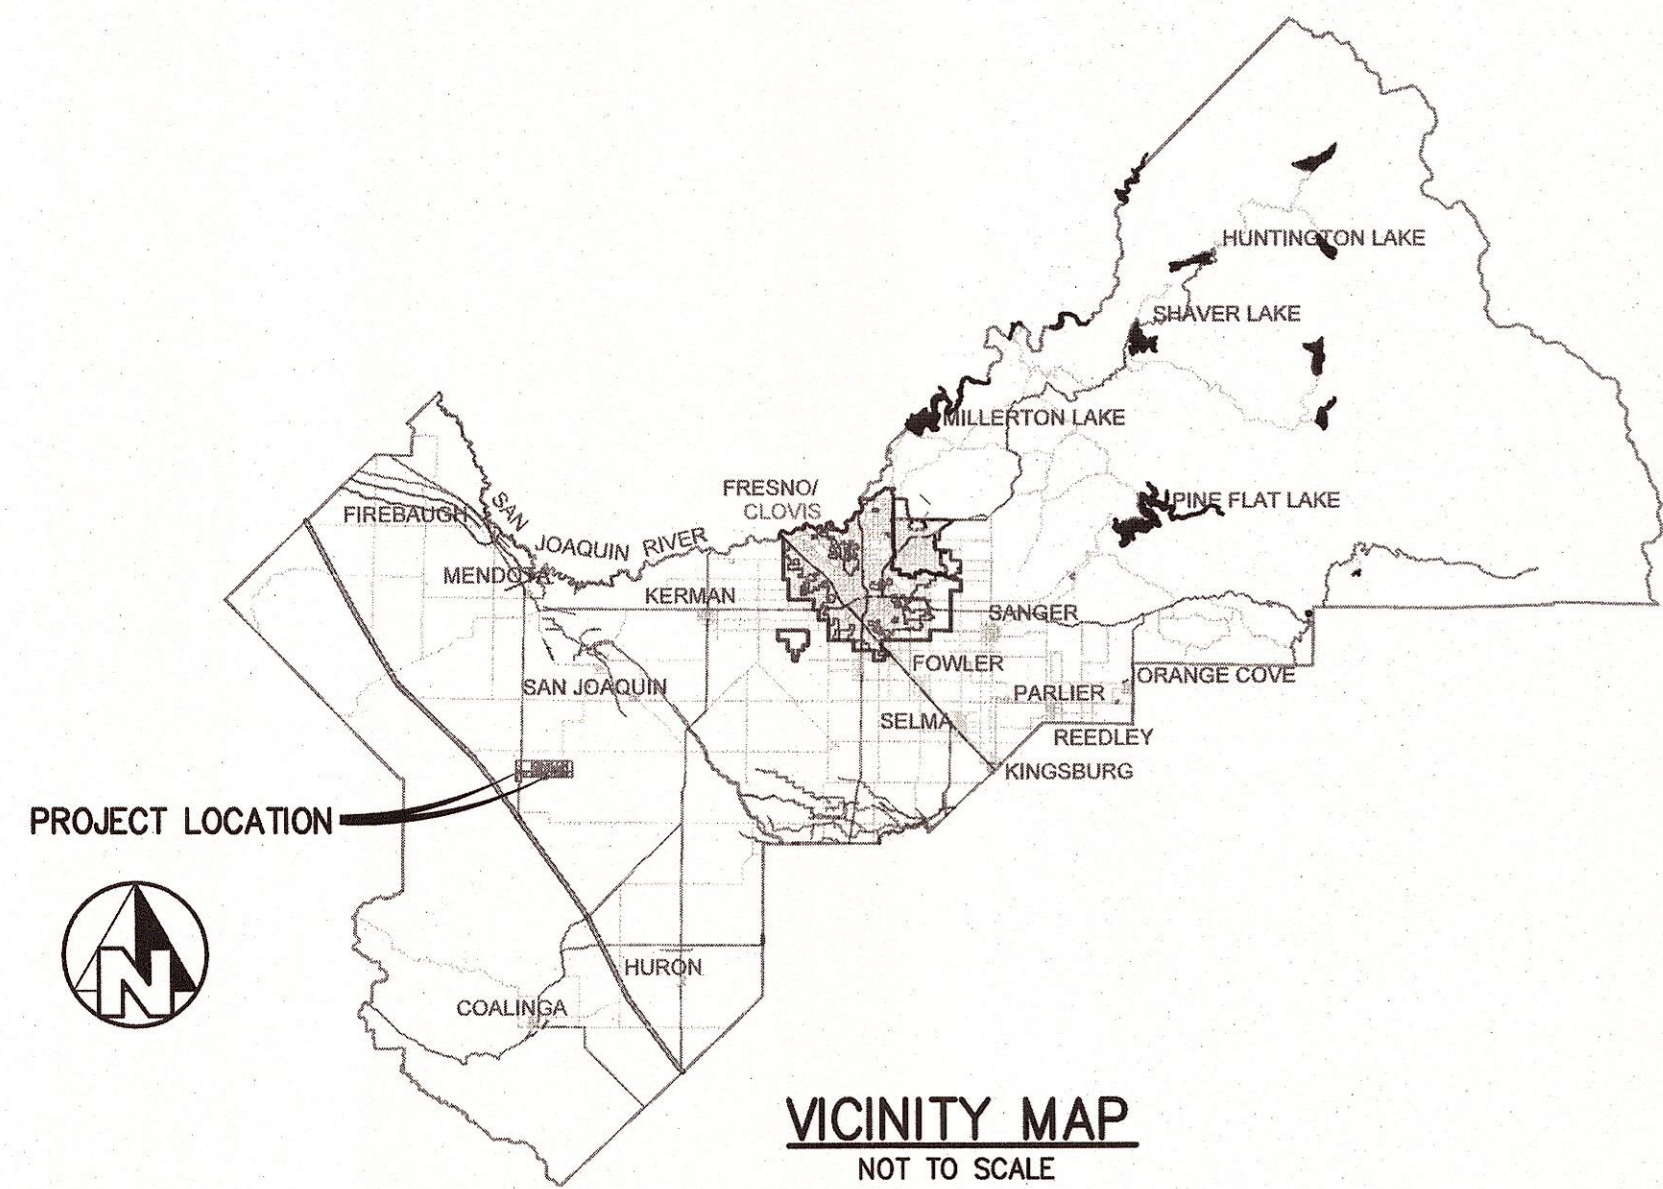 HUNTINGTON LAKE
SHAVER LAKE
MILLERTON LAKE
FRESNO/
CLOVIS
PINE FLAT LAKE
FIREBAUGH
SAN JOAQUIN RIVER
MENDOTA
KERMAN
SANGER
FOWLER
ORANGE COVE
SAN JOAQUIN
PARLIER
SELMA
REEDLEY
KINGSBURG
PROJECT LOCATION
N
HURON
COALINGA
VICINITY MAP
NOT TO SCALE